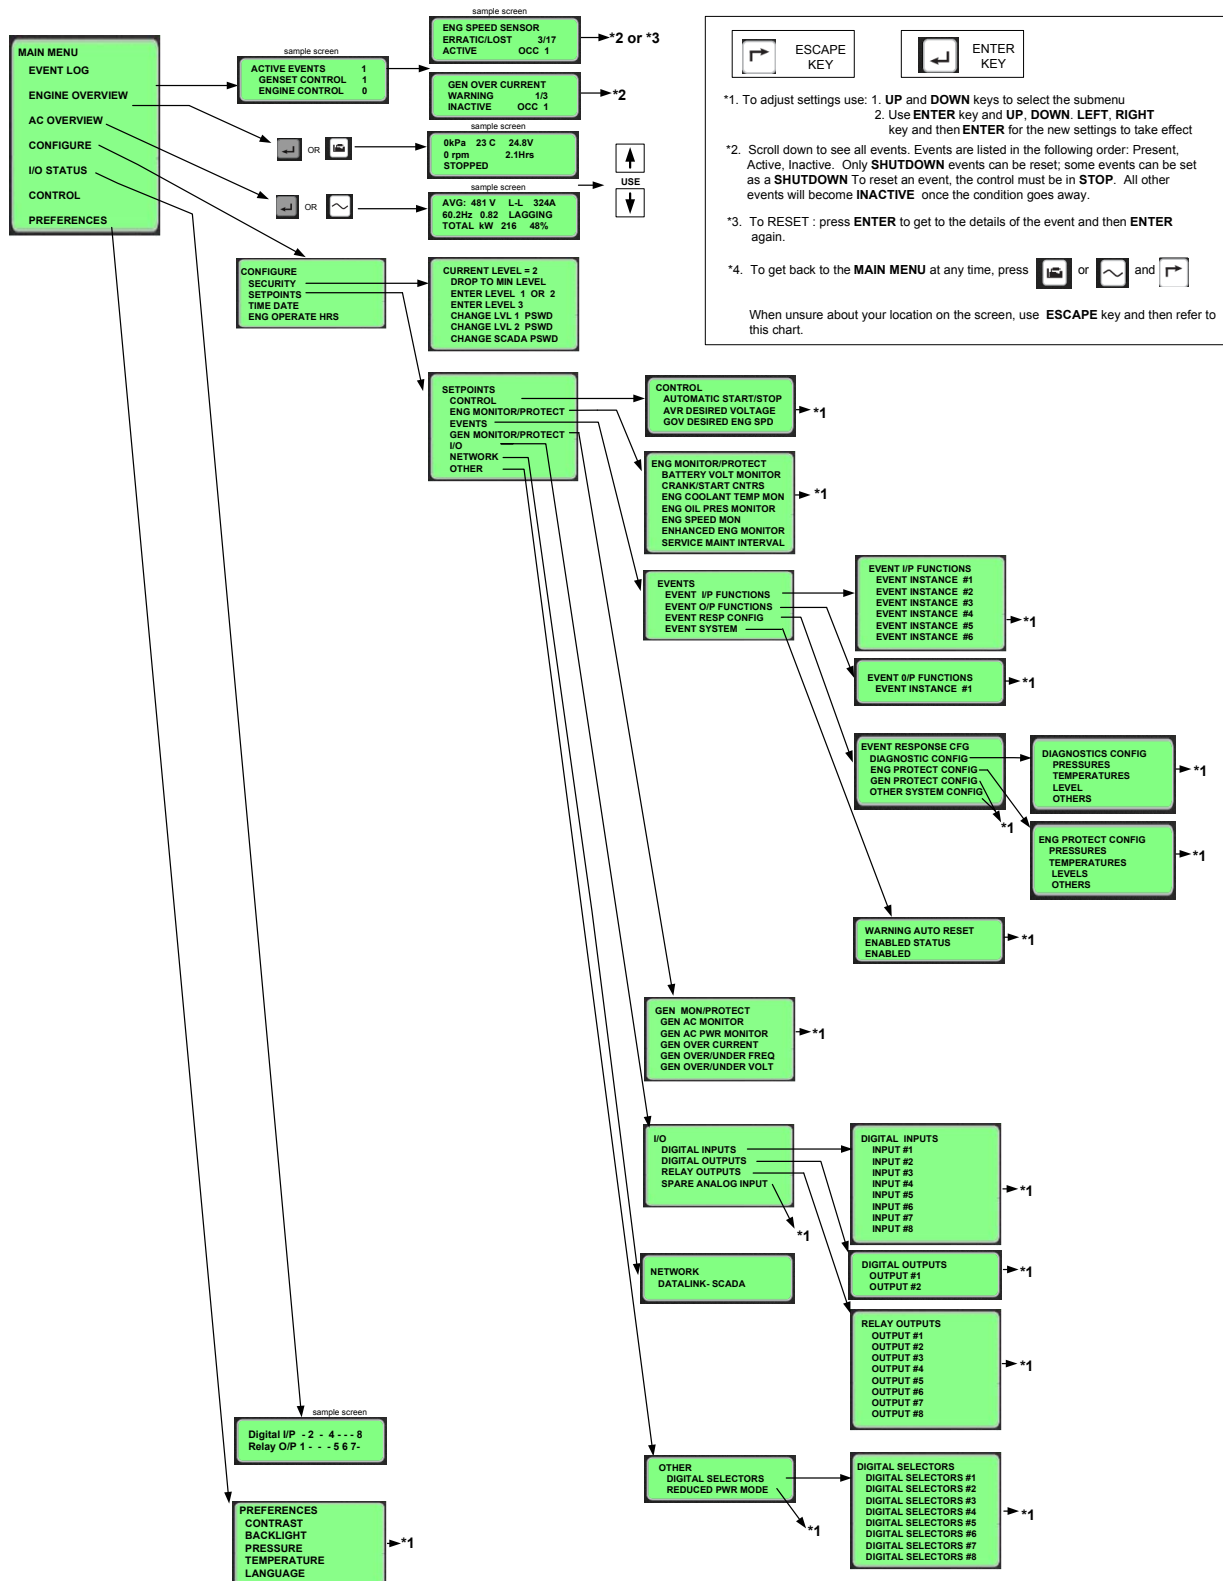 MAIN MENU
EVENT LOG
ENGINE OVERVIEW
AC OVERVIEW
CONFIGURE
I/O STATUS
CONTROL
PREFERENCES
sample screen
ACTIVE EVENTS 1
GENSET CONTROL 1
ENGINE CONTROL 0
sample screen
ENG SPEED SENSOR
ERRATIC/LOST 3/17
ACTIVE OCC 1
*2 or *3
GEN OVER CURRENT
WARNING 1/3
INACTIVE OCC 1
*2
OR
sample screen
0kPa 23 C 24.8V
0 rpm 2.1Hrs
STOPPED
OR
sample screen
AVG: 481 V L-L 324A
60.2Hz 0.82 LAGGING
TOTAL kW 216 48%
USE
ESCAPE
KEY
ENTER
KEY
*1. To adjust settings use: 1. UP and DOWN keys to select the submenu
2. Use ENTER key and UP, DOWN. LEFT, RIGHT
key and then ENTER for the new settings to take effect
*2. Scroll down to see all events. Events are listed in the following order: Present,
Active, Inactive. Only SHUTDOWN events can be reset; some events can be set
as a SHUTDOWN To reset an event, the control must be in STOP. All other
events will become INACTIVE once the condition goes away.
*3. To RESET : press ENTER to get to the details of the event and then ENTER
again.
*4. To get back to the MAIN MENU at any time, press or and
When unsure about your location on the screen, use ESCAPE key and then refer to
this chart.
CONFIGURE
SECURITY
SETPOINTS
TIME DATE
ENG OPERATE HRS
CURRENT LEVEL = 2
DROP TO MIN LEVEL
ENTER LEVEL 1 OR 2
ENTER LEVEL 3
CHANGE LVL 1 PSWD
CHANGE LVL 2 PSWD
CHANGE SCADA PSWD
SETPOINTS
CONTROL
ENG MONITOR/PROTECT
EVENTS
GEN MONITOR/PROTECT
I/O
NETWORK
OTHER
CONTROL
AUTOMATIC START/STOP
AVR DESIRED VOLTAGE
GOV DESIRED ENG SPD
*1
ENG MONITOR/PROTECT
BATTERY VOLT MONITOR
CRANK/START CNTRS
ENG COOLANT TEMP MON
ENG OIL PRES MONITOR
ENG SPEED MON
ENHANCED ENG MONITOR
SERVICE MAINT INTERVAL
*1
EVENTS
EVENT I/P FUNCTIONS
EVENT O/P FUNCTIONS
EVENT RESP CONFIG
EVENT SYSTEM
EVENT I/P FUNCTIONS
EVENT INSTANCE #1
EVENT INSTANCE #2
EVENT INSTANCE #3
EVENT INSTANCE #4
EVENT INSTANCE #5
EVENT INSTANCE #6
*1
EVENT 0/P FUNCTIONS
EVENT INSTANCE #1
*1
EVENT RESPONSE CFG
DIAGNOSTIC CONFIG
ENG PROTECT CONFIG
GEN PROTECT CONFIG
OTHER SYSTEM CONFIG
*1
DIAGNOSTICS CONFIG
PRESSURES
TEMPERATURES
LEVEL
OTHERS
*1
ENG PROTECT CONFIG
PRESSURES
TEMPERATURES
LEVELS
OTHERS
*1
WARNING AUTO RESET
ENABLED STATUS
ENABLED
*1
GEN MON/PROTECT
GEN AC MONITOR
GEN AC PWR MONITOR
GEN OVER CURRENT
GEN OVER/UNDER FREQ
GEN OVER/UNDER VOLT
*1
I/O
DIGITAL INPUTS
DIGITAL OUTPUTS
RELAY OUTPUTS
SPARE ANALOG INPUT
*1
DIGITAL INPUTS
INPUT #1
INPUT #2
INPUT #3
INPUT #4
INPUT #5
INPUT #6
INPUT #7
INPUT #8
*1
NETWORK
DATALINK- SCADA
DIGITAL OUTPUTS
OUTPUT #1
OUTPUT #2
*1
RELAY OUTPUTS
OUTPUT #1
OUTPUT #2
OUTPUT #3
OUTPUT #4
OUTPUT #5
OUTPUT #6
OUTPUT #7
OUTPUT #8
*1
sample screen
Digital I/P - 2 - 4 - - - 8
Relay O/P 1 - - - 5 6 7-
OTHER
DIGITAL SELECTORS
REDUCED PWR MODE
*1
DIGITAL SELECTORS
DIGITAL SELECTORS #1
DIGITAL SELECTORS #2
DIGITAL SELECTORS #3
DIGITAL SELECTORS #4
DIGITAL SELECTORS #5
DIGITAL SELECTORS #6
DIGITAL SELECTORS #7
DIGITAL SELECTORS #8
*1
PREFERENCES
CONTRAST
BACKLIGHT
PRESSURE
TEMPERATURE
LANGUAGE
*1